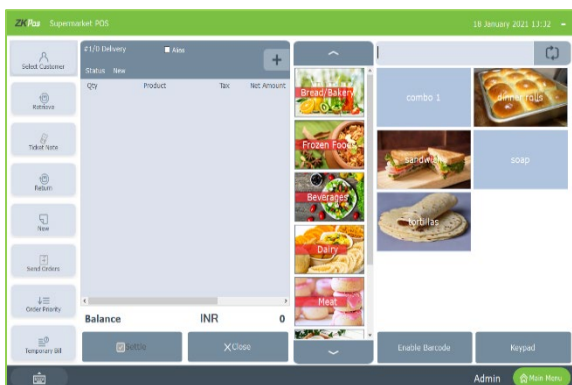 ZKPos Supermarket POS
18 January 2021 13:32
Select Customer
Retrieve
Ticket Note
Return
New
Send Orders
Order Priority
Temporary Bill
#1/0 Delivery
Status New
+
Qty Product Tax Net Amount
Balance INR 0
Settle
XClose
Bread/Bakery
Frozen Foods
Beverages
Dairy
Meat
combo 1
dinner rolls
sandwich
soap
tortillas
Enable Barcode
Keypad
Admin
Main Menu